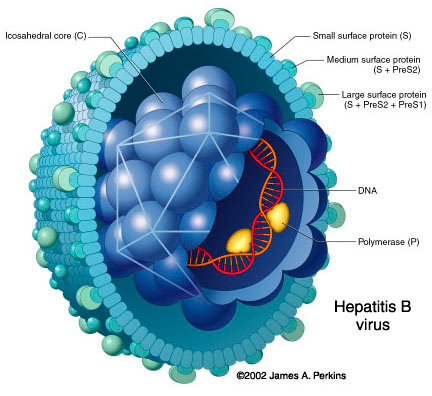 Icosahedral core (C)
Small surface protein (S)
Medium surface protein
(S + PreS2)
Large surface protein
(S + PreS2 + PreS1)
DNA
Polymerase (P)
Hepatitis B
virus
©2002 James A. Perkins